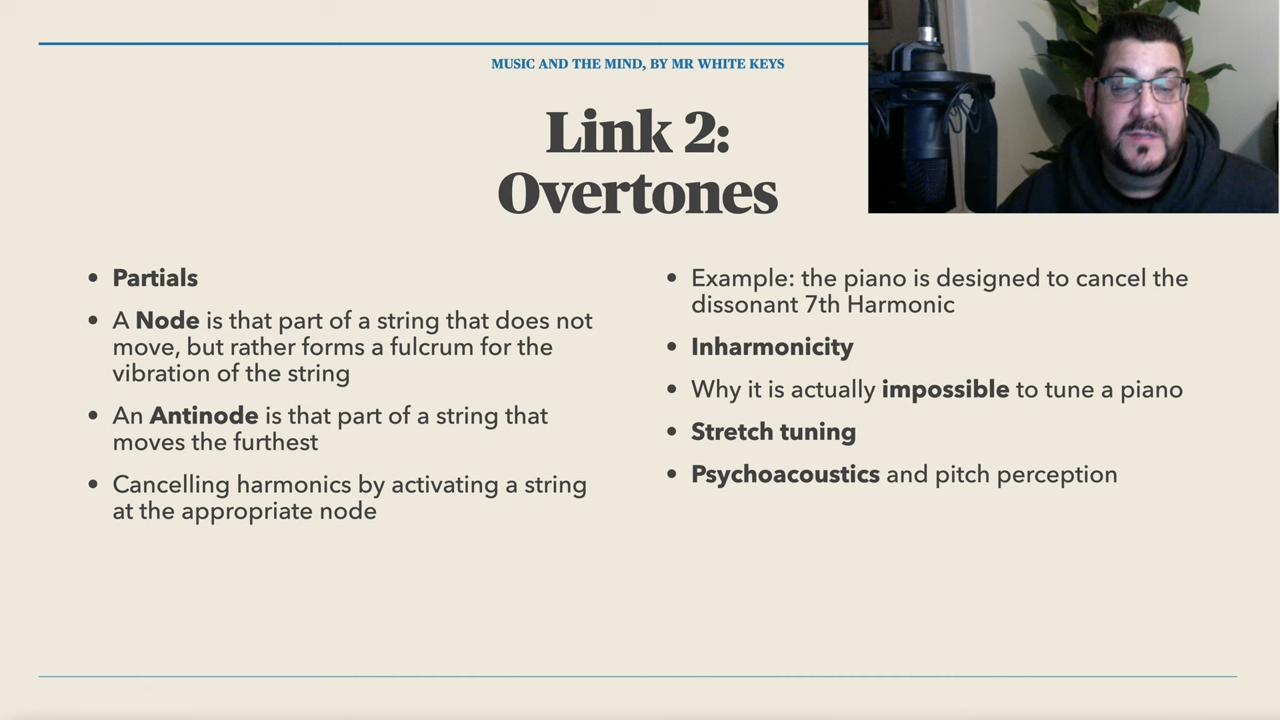 MUSIC AND THE MIND, BY MR WHITE KEYS
Link 2:
Overtones
• Partials
• A Node is that part of a string that does not
move, but rather forms a fulcrum for the
vibration of the string
• An Antinode is that part of a string that
moves the furthest
• Cancelling harmonics by activating a string
at the appropriate node
• Example: the piano is designed to cancel the
dissonant 7th Harmonic
• Inharmonicity
• Why it is actually impossible to tune a piano
• Stretch tuning
• Psychoacoustics and pitch perception